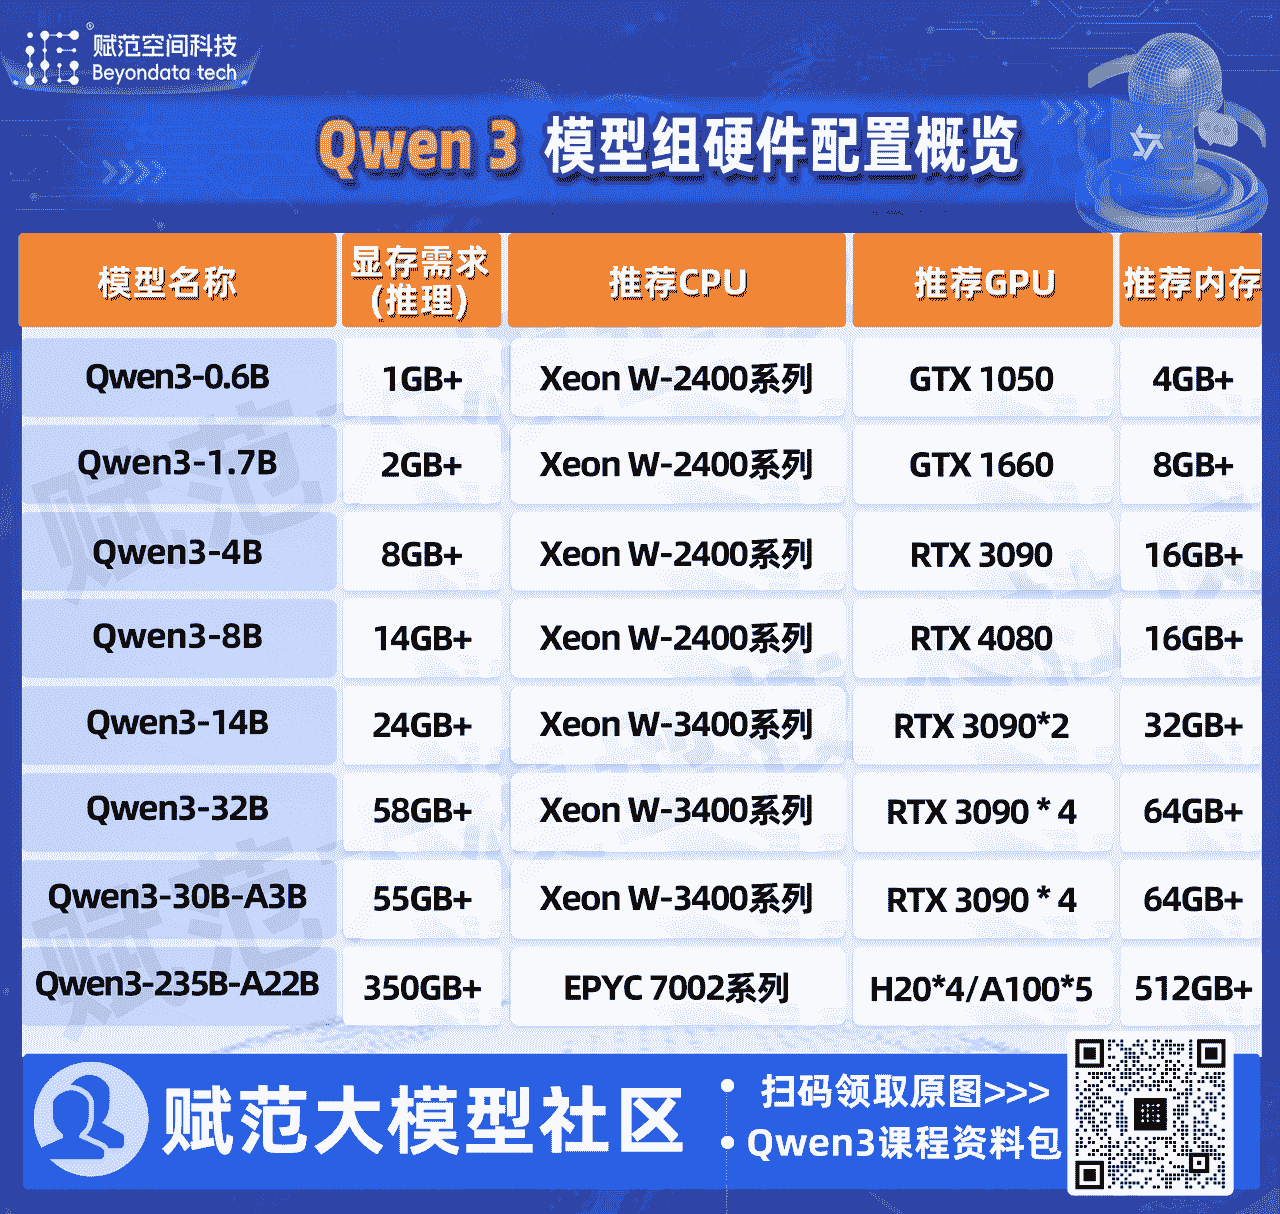 赋范空间科技®
Beyondata tech
Qwen 3 模型组硬件配置概览
模型名称 显存需求(推理) 推荐CPU 推荐GPU 推荐内存
Qwen3-0.6B 1GB+ Xeon W-2400系列 GTX 1050 4GB+
Qwen3-1.7B 2GB+ Xeon W-2400系列 GTX 1660 8GB+
Qwen3-4B 8GB+ Xeon W-2400系列 RTX 3090 16GB+
Qwen3-8B 14GB+ Xeon W-2400系列 RTX 4080 16GB+
Qwen3-14B 24GB+ Xeon W-3400系列 RTX 3090*2 32GB+
Qwen3-32B 58GB+ Xeon W-3400系列 RTX 3090 * 4 64GB+
Qwen3-30B-A3B 55GB+ Xeon W-3400系列 RTX 3090 * 4 64GB+
Qwen3-235B-A22B 350GB+ EPYC 7002系列 H20*4/A100*5 512GB+
赋范大模型社区
• 扫码领取原图>>>
• Qwen3课程资料包